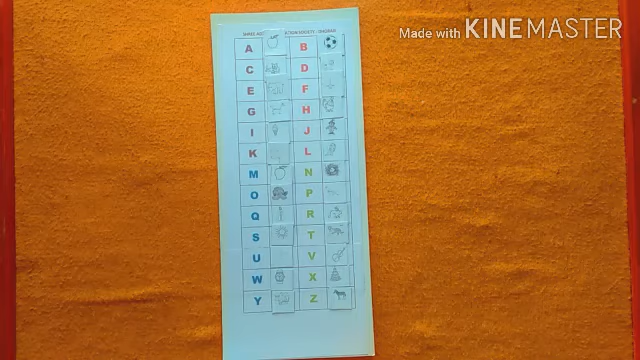 Made with KINEMASTER
A B
C D
E F
G H
I J
K L
M N
O P
Q R
S T
U V
W X
Y Z